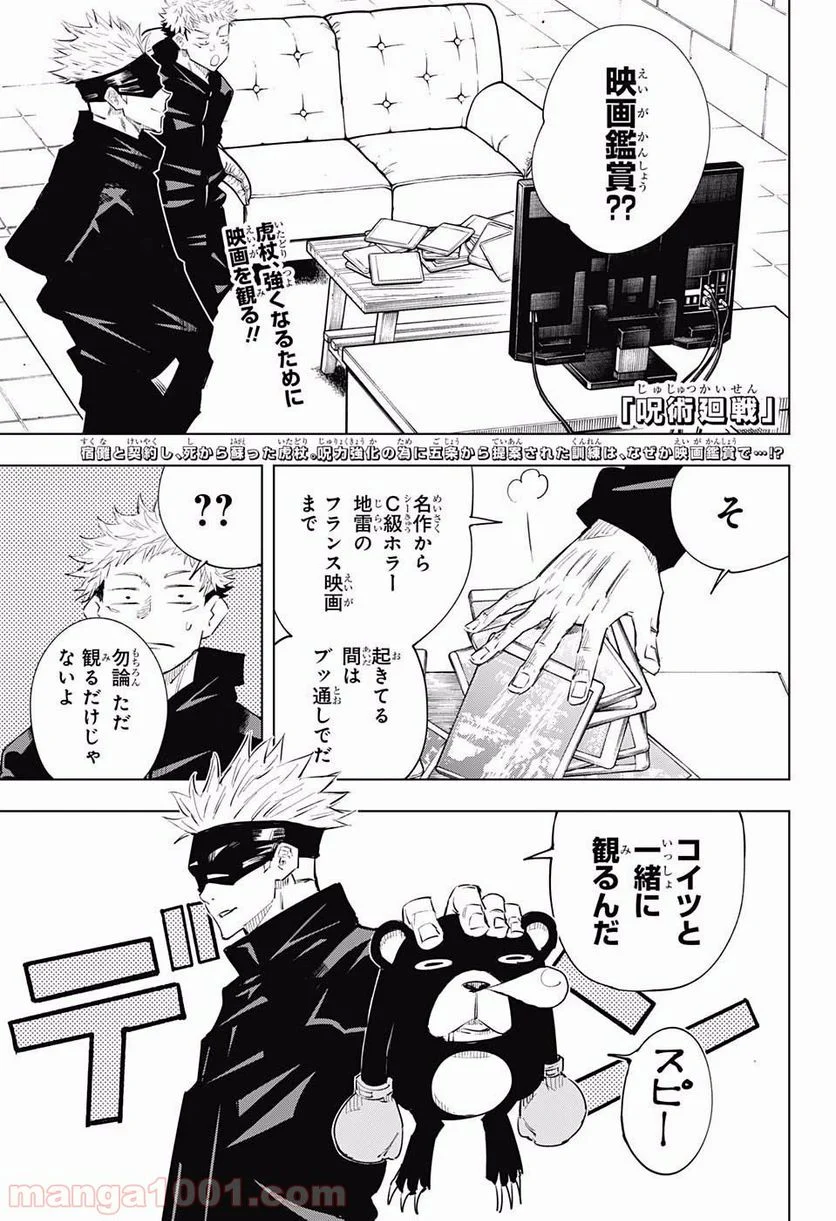 映画鑑賞??
虎杖、強くなるために
映画を観る!!
「呪術廻戦」
宿儺と契約し、死から蘇った虎杖。呪力強化の為に五条から提案された訓練は、なぜか映画鑑賞で…!?
そ
名作から
C級ホラー
地雷の
フランス映画
まで
起きてる
間は
ブッ通しでだ
??
勿論ただ
観るだけじゃ
ないよ
コイツと
一緒に
観るんだ
スピー
デデン
manga1001.com